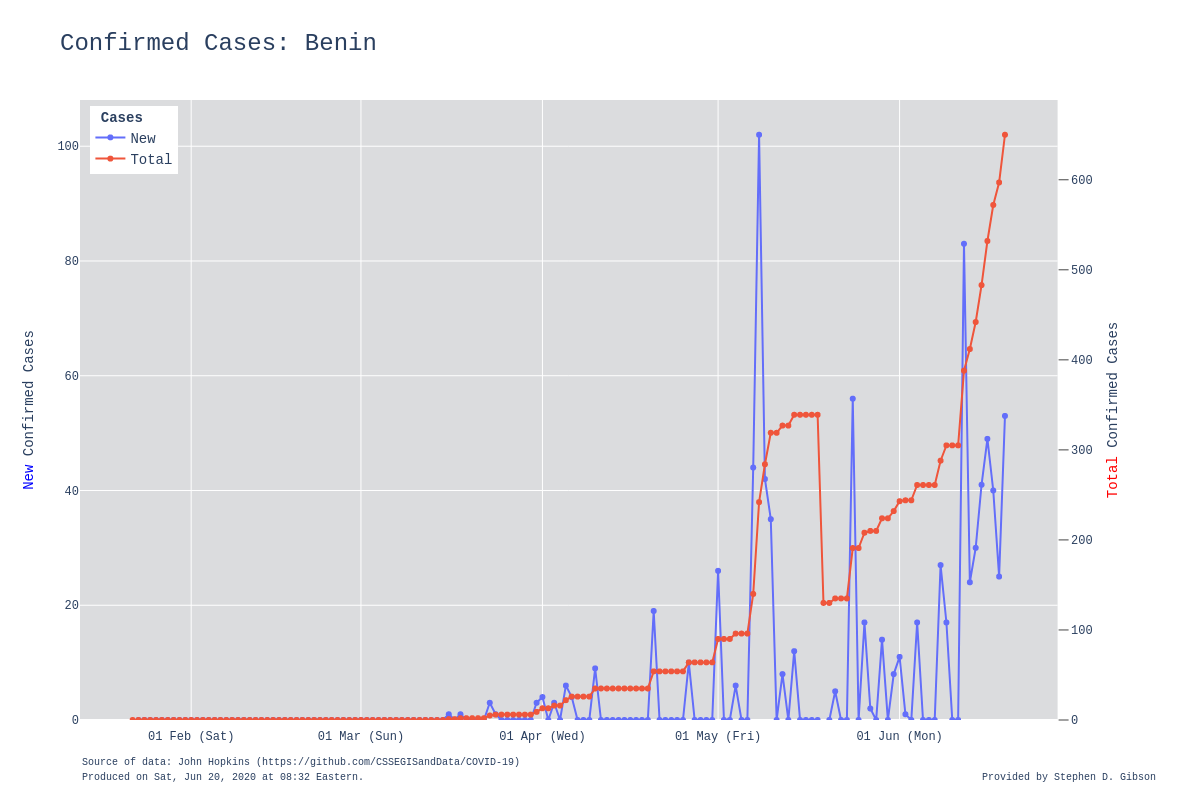 Confirmed Cases: Benin
Cases
New
Total
100
80
60
40
20
0
New Confirmed Cases
600
500
400
300
200
100
0
Total Confirmed Cases
01 Feb (Sat)
01 Mar (Sun)
01 Apr (Wed)
01 May (Fri)
01 Jun (Mon)
Source of data: John Hopkins (https://github.com/CSSEGISandData/COVID-19)
Produced on Sat, Jun 20, 2020 at 08:32 Eastern.
Provided by Stephen D. Gibson